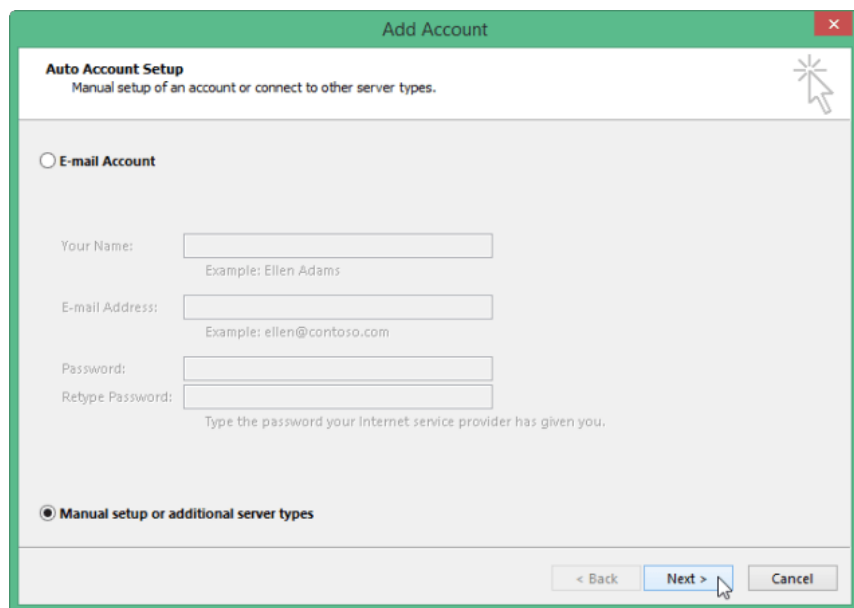 Add Account
Auto Account Setup
Manual setup of an account or connect to other server types.
E-mail Account
Your Name:
Example: Ellen Adams
E-mail Address:
Example: ellen@contoso.com
Password:
Retype Password:
Type the password your Internet service provider has given you.
Manual setup or additional server types
< Back Next > Cancel